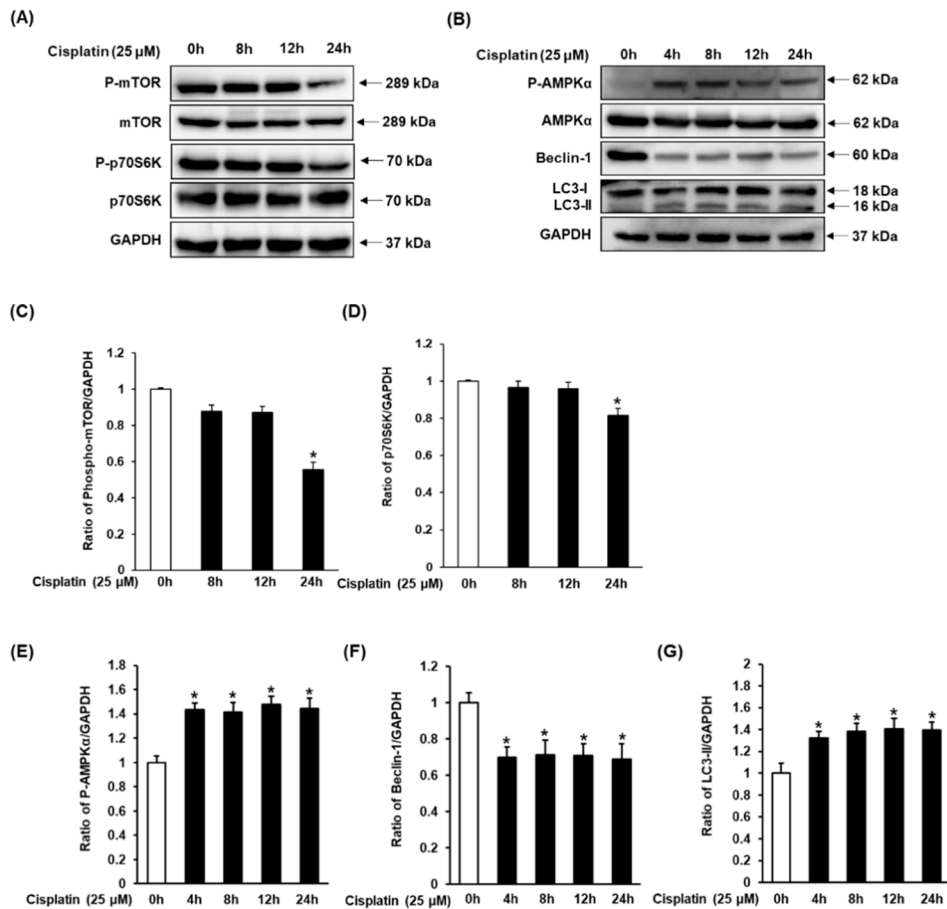 (A)
Cisplatin (25 µM) 0h 8h 12h 24h
P-mTOR 289 kDa
mTOR 289 kDa
P-p70S6K 70 kDa
p70S6K 70 kDa
GAPDH 37 kDa
(B)
Cisplatin (25 µM) 0h 4h 8h 12h 24h
P-AMPKα 62 kDa
AMPKα 62 kDa
Beclin-1 60 kDa
LC3-I 18 kDa
LC3-II 16 kDa
GAPDH 37 kDa
(C)
Ratio of Phospho-mTOR/GAPDH
1.2
1
0.8
0.6
0.4
0.2
0
*
Cisplatin (25 µM) 0h 8h 12h 24h
(D)
Ratio of p70S6K/GAPDH
1.2
1
0.8
0.6
0.4
0.2
0
*
Cisplatin (25 µM) 0h 8h 12h 24h
(E)
Ratio of P-AMPKα/GAPDH
1.8
1.6
1.4
1.2
1
0.8
0.6
0.4
0.2
0
* * * *
Cisplatin (25 µM) 0h 4h 8h 12h 24h
(F)
Ratio of Beclin-1/GAPDH
1.2
1
0.8
0.6
0.4
0.2
0
* * * *
Cisplatin (25 µM) 0h 4h 8h 12h 24h
(G)
Ratio of LC3-II/GAPDH
2
1.8
1.6
1.4
1.2
1
0.8
0.6
0.4
0.2
0
* * * *
Cisplatin (25 µM) 0h 4h 8h 12h 24h